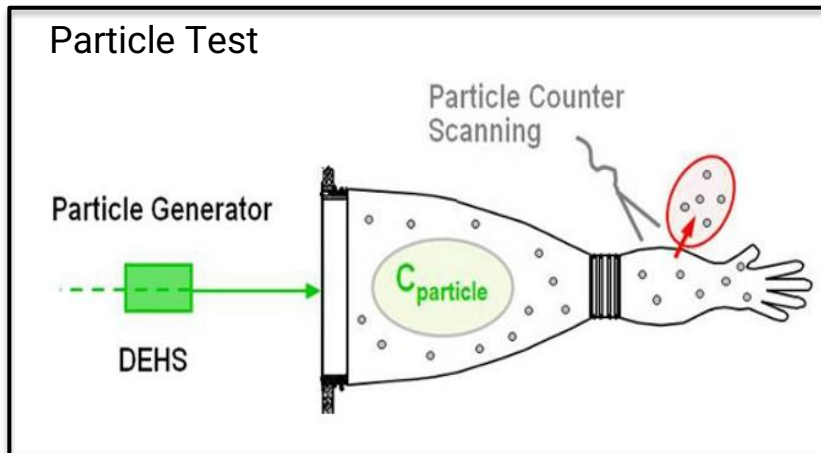 Particle Test
Particle Counter
Scanning
Particle Generator
Cparticle
DEHS